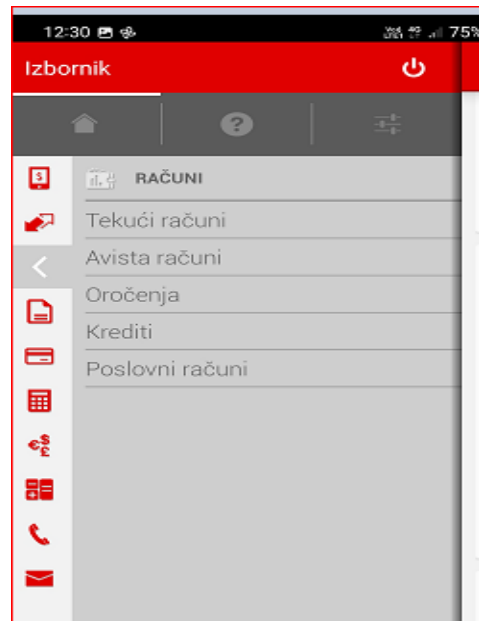 12:30 75%
Izbornik
RAČUNI
Tekući računi
Avista računi
Oročenja
Krediti
Poslovni računi